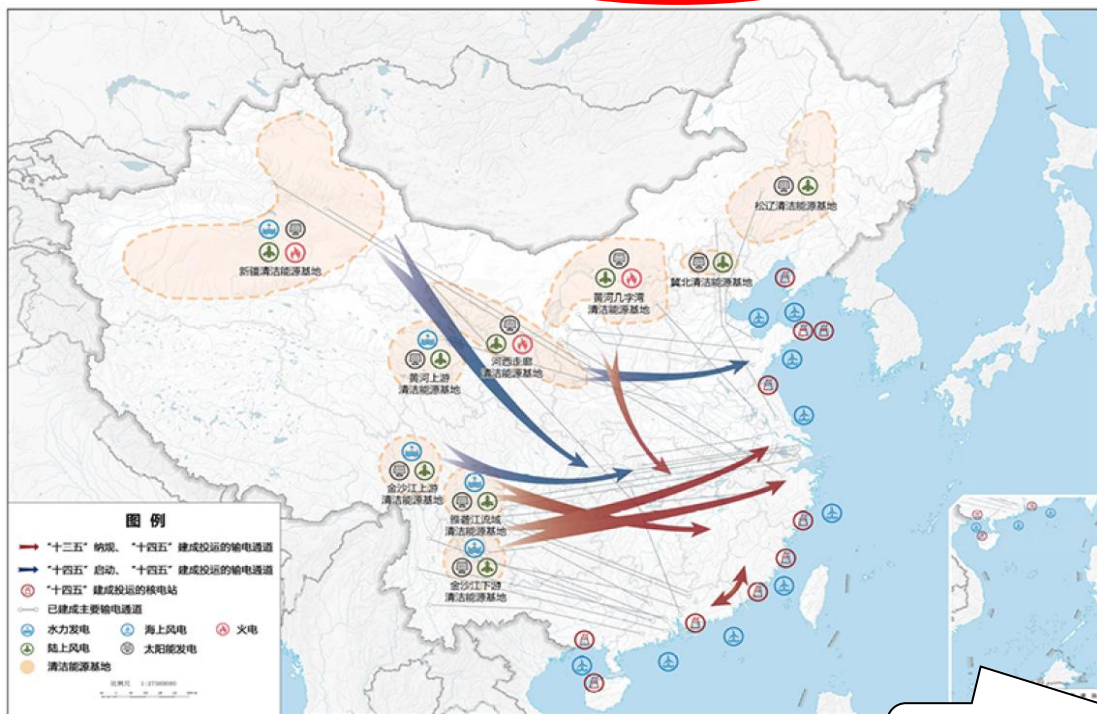 新疆清洁能源基地
松辽清洁能源基地
冀北清洁能源基地
黄河几字湾
清洁能源基地
河西走廊
清洁能源基地
黄河上游
清洁能源基地
金沙江上游
清洁能源基地
雅砻江流域
清洁能源基地
金沙江下游
清洁能源基地
图 例
“十三五”纳规、“十四五”建成投运的输电通道
“十四五”启动、“十四五”建成投运的输电通道
“十四五”建成投运的核电站
已建成主要输电通道
水力发电 海上风电 火电
陆上风电 太阳能发电
清洁能源基地